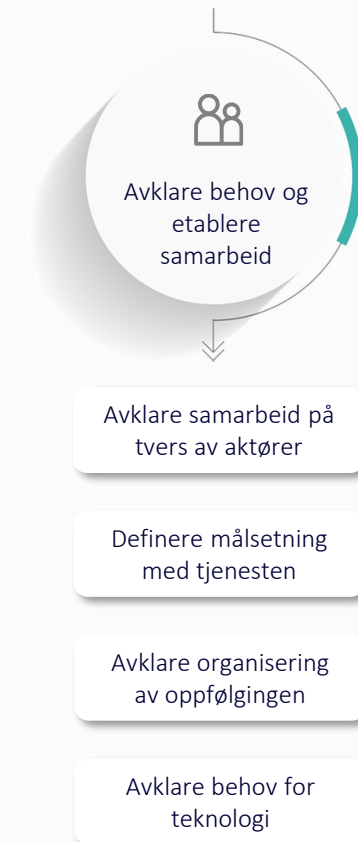 Avklare behov og
etablere
samarbeid
Avklare samarbeid på
tvers av aktører
Definere målsetning
med tjenesten
Avklare organisering
av oppfølgingen
Avklare behov for
teknologi